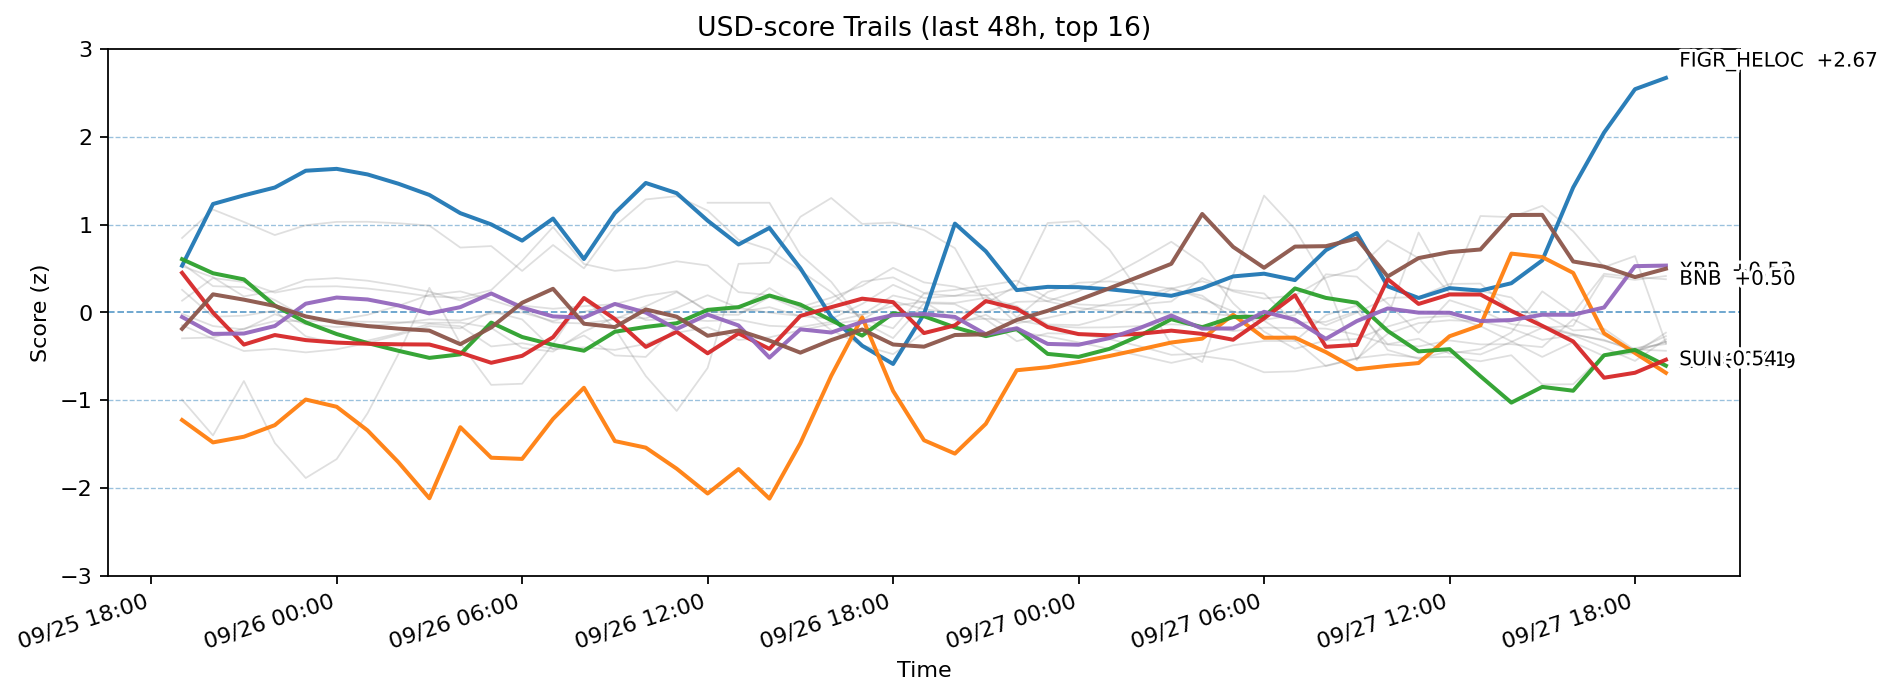 USD-score Trails (last 48h, top 16)
Score (z)
3
2
1
0
−1
−2
−3
FIGR_HELOC +2.67
BNB +0.50
SUN
09/25 18:00
09/26 00:00
09/26 06:00
09/26 12:00
09/26 18:00
09/27 00:00
09/27 06:00
09/27 12:00
09/27 18:00
Time